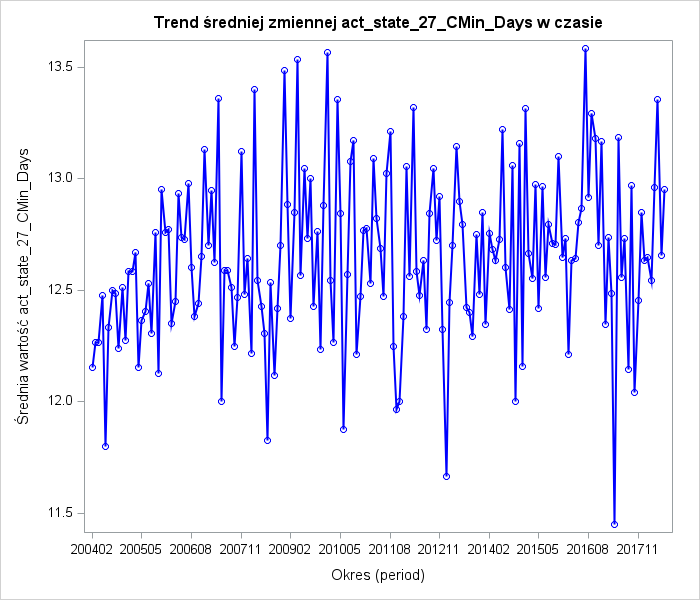 Trend średniej zmiennej act_state_27_CMin_Days w czasie
Średnia wartość act_state_27_CMin_Days
13.5
13.0
12.5
12.0
11.5
200402 200505 200608 200711 200902 201005 201108 201211 201402 201505 201608 201711
Okres (period)